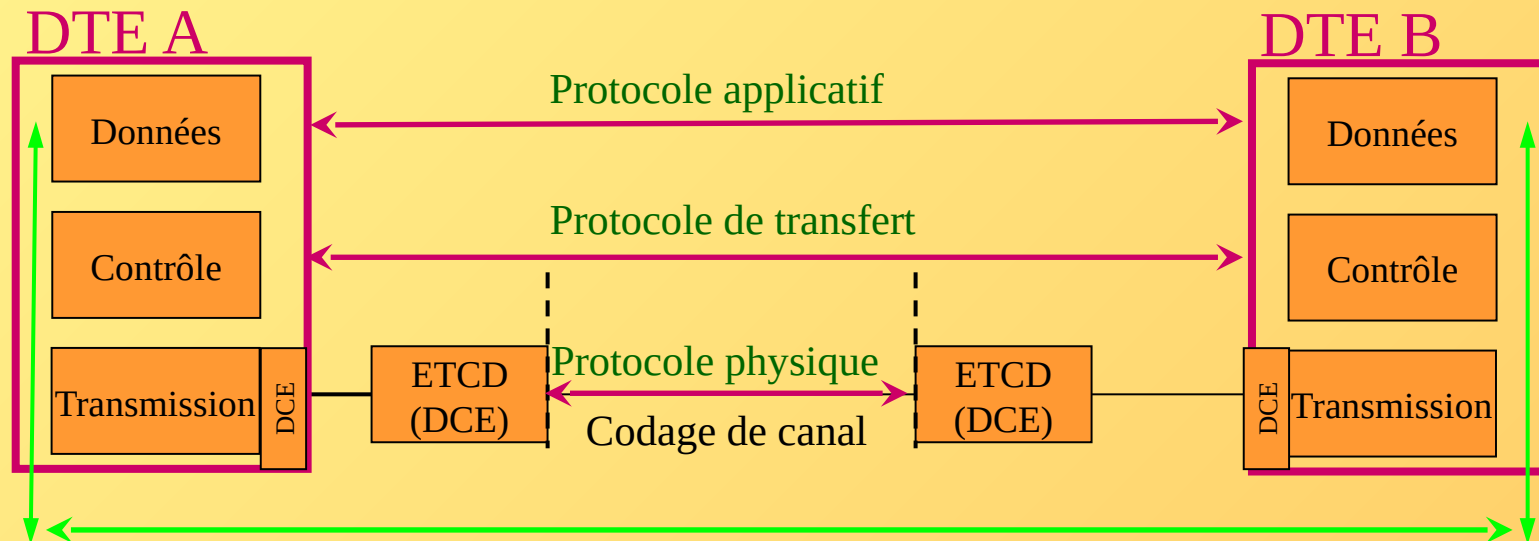 DTE A
DTE B
Protocole applicatif
Données
Données
Protocole de transfert
Contrôle
Contrôle
Protocole physique
Transmission
DCE
ETCD
(DCE)
Codage de canal
ETCD
(DCE)
DCE
Transmission